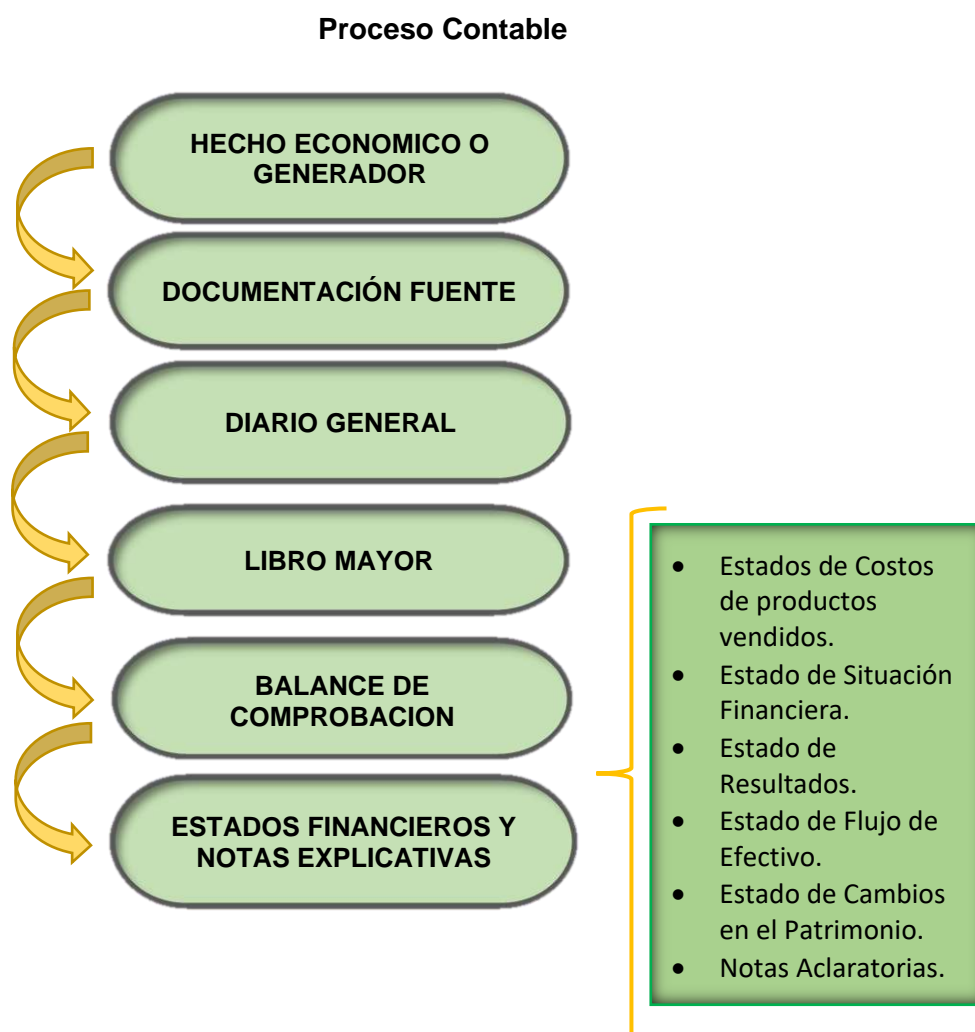 Proceso Contable
HECHO ECONOMICO O
GENERADOR
DOCUMENTACIÓN FUENTE
DIARIO GENERAL
LIBRO MAYOR
BALANCE DE
COMPROBACION
ESTADOS FINANCIEROS Y
NOTAS EXPLICATIVAS
• Estados de Costos
de productos
vendidos.
• Estado de Situación
Financiera.
• Estado de
Resultados.
• Estado de Flujo de
Efectivo.
• Estado de Cambios
en el Patrimonio.
• Notas Aclaratorias.